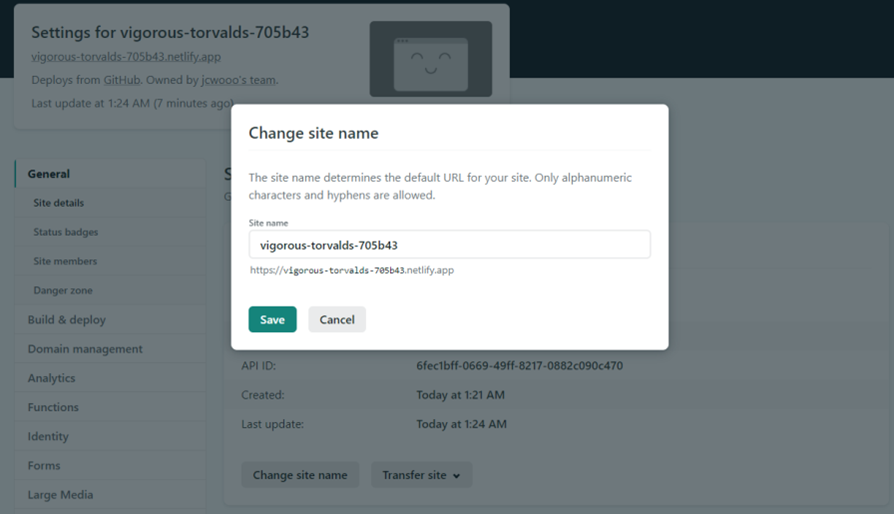 Settings for vigorous-torvalds-705b43
vigorous-torvalds-705b43.netlify.app
Deploys from GitHub. Owned by jcwooo's team.
Last update at 1:24 AM (7 minutes ago)
Change site name
The site name determines the default URL for your site. Only alphanumeric
characters and hyphens are allowed.
Site name
vigorous-torvalds-705b43
https://vigorous-torvalds-705b43.netlify.app
Save
Cancel
General
Site details
Status badges
Site members
Danger zone
Build & deploy
Domain management
Analytics
Functions
Identity
Forms
Large Media
API ID:
6fec1bff-0669-49ff-8217-0882c090c470
Created:
Today at 1:21 AM
Last update:
Today at 1:24 AM
Change site name
Transfer site